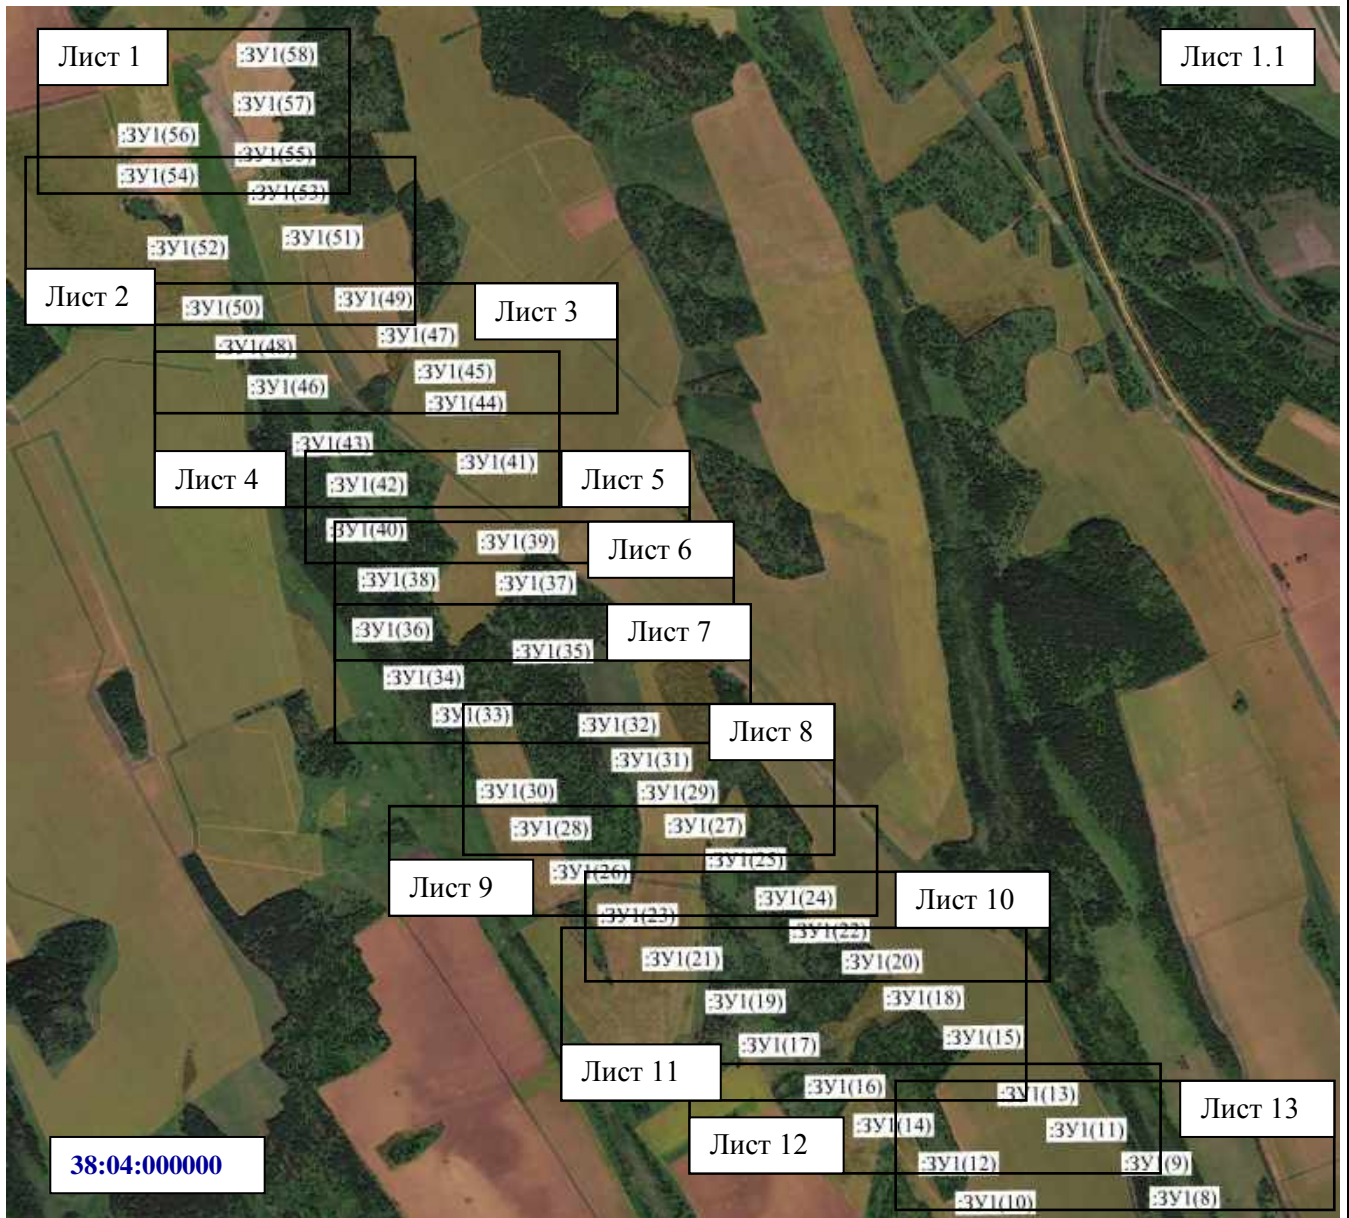 Лист 1
:ЗУ1(58)
Лист 1.1
:ЗУ1(57)
:ЗУ1(56)
:ЗУ1(55)
:ЗУ1(54)
:ЗУ1(53)
:ЗУ1(51)
:ЗУ1(52)
Лист 2
:ЗУ1(50)
:ЗУ1(49)
Лист 3
:ЗУ1(47)
:ЗУ1(48)
:ЗУ1(45)
:ЗУ1(46)
:ЗУ1(44)
:ЗУ1(43)
:ЗУ1(41)
Лист 4
:ЗУ1(42)
Лист 5
:ЗУ1(40)
:ЗУ1(39)
Лист 6
:ЗУ1(38)
:ЗУ1(37)
:ЗУ1(36)
Лист 7
:ЗУ1(35)
:ЗУ1(34)
:ЗУ1(33)
:ЗУ1(32)
Лист 8
:ЗУ1(31)
:ЗУ1(30)
:ЗУ1(29)
:ЗУ1(28)
:ЗУ1(27)
:ЗУ1(25)
:ЗУ1(26)
Лист 9
:ЗУ1(24)
Лист 10
:ЗУ1(23)
:ЗУ1(22)
:ЗУ1(21)
:ЗУ1(20)
:ЗУ1(19)
:ЗУ1(18)
:ЗУ1(17)
:ЗУ1(15)
Лист 11
:ЗУ1(16)
:ЗУ1(13)
Лист 13
:ЗУ1(14)
:ЗУ1(11)
Лист 12
:ЗУ1(12)
:ЗУ1(9)
38:04:000000
:ЗУ1(10)
:ЗУ1(8)